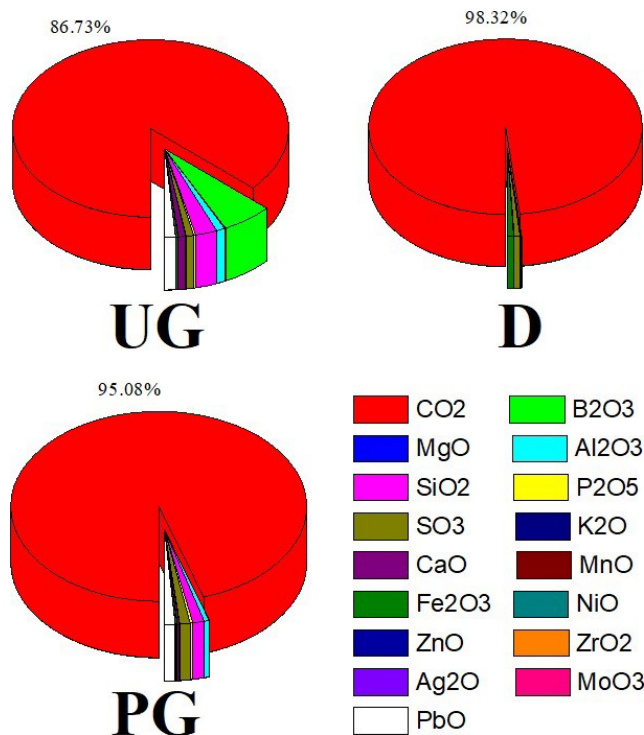 86.73%
98.32%
UG
D
95.08%
CO2
B2O3
MgO
Al2O3
SiO2
P2O5
SO3
K2O
CaO
MnO
Fe2O3
NiO
ZnO
ZrO2
Ag2O
MoO3
PbO
PG